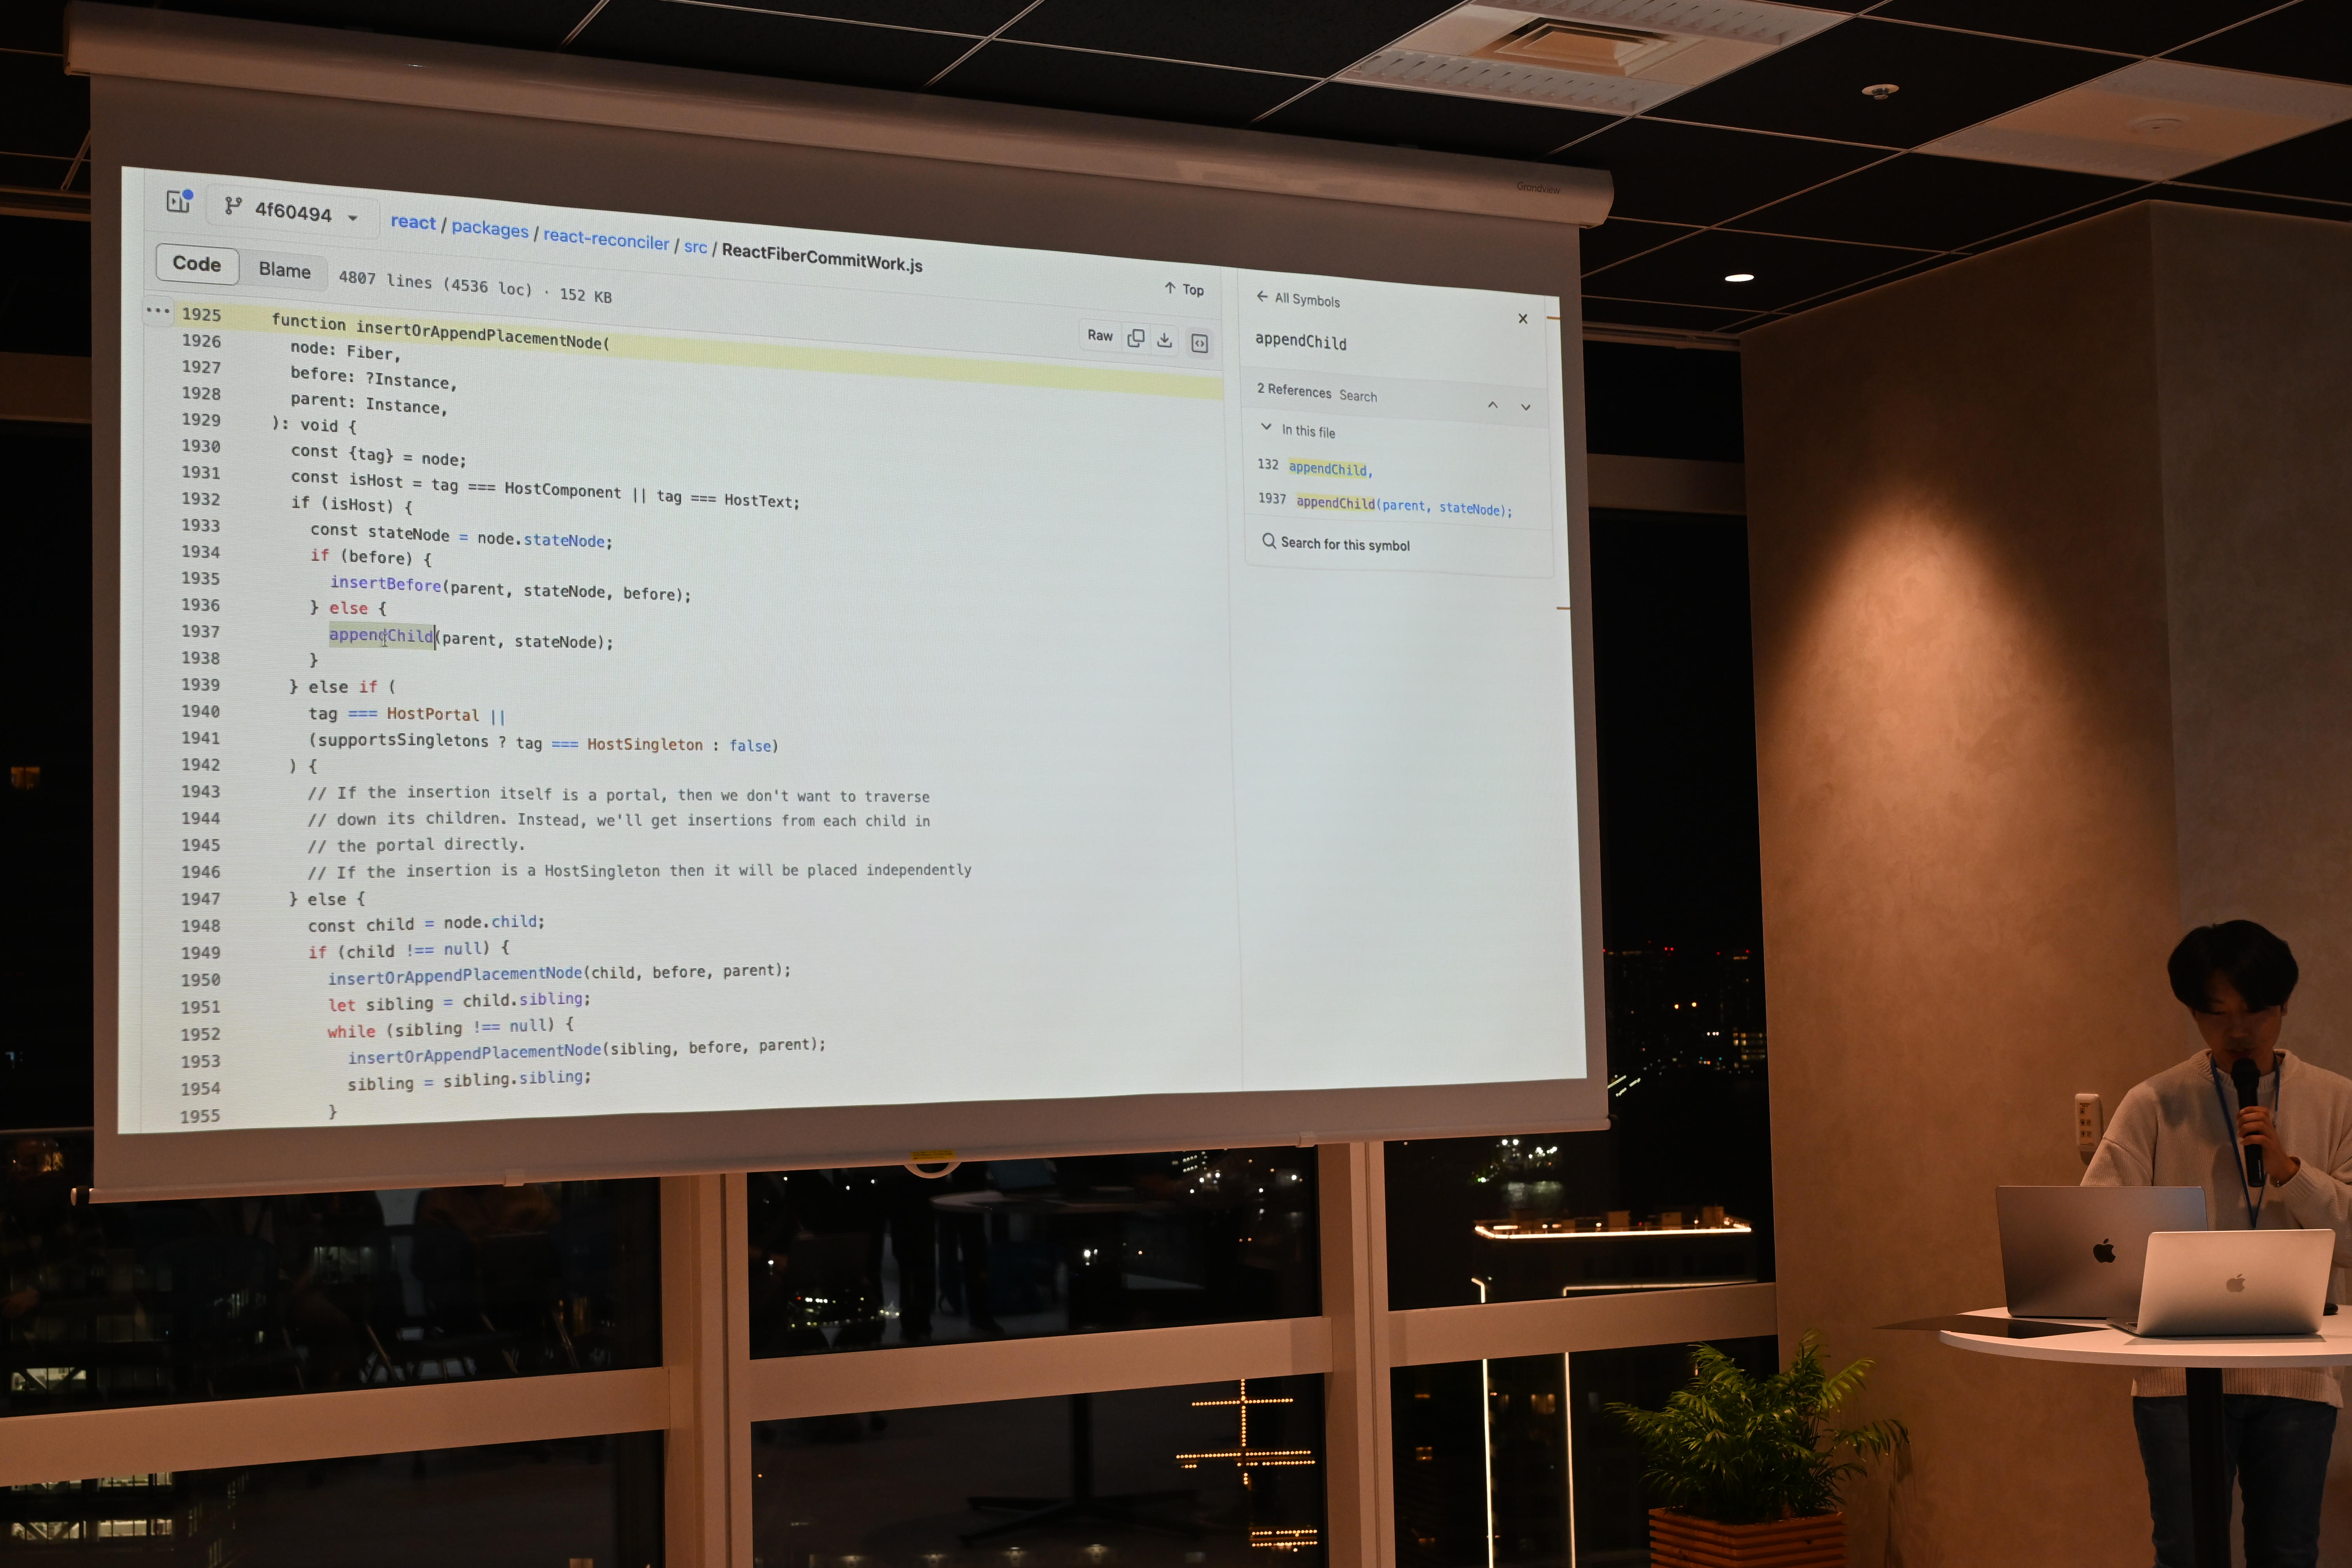 Grandview
4f60494
react / packages / react-reconciler / src / ReactFiberCommitWork.js
Code Blame 4807 lines (4536 loc) · 152 KB
↑ Top
Raw
1925 function insertOrAppendPlacementNode(
1926 node: Fiber,
1927 before: ?Instance,
1928 parent: Instance,
1929 ): void {
1930 const {tag} = node;
1931 const isHost = tag === HostComponent || tag === HostText;
1932 if (isHost) {
1933 const stateNode = node.stateNode;
1934 if (before) {
1935 insertBefore(parent, stateNode, before);
1936 } else {
1937 appendChild(parent, stateNode);
1938 }
1939 } else if (
1940 tag === HostPortal ||
1941 (supportsSingletons ? tag === HostSingleton : false)
1942 ) {
1943 // If the insertion itself is a portal, then we don't want to traverse
1944 // down its children. Instead, we'll get insertions from each child in
1945 // the portal directly.
1946 // If the insertion is a HostSingleton then it will be placed independently
1947 } else {
1948 const child = node.child;
1949 if (child !== null) {
1950 insertOrAppendPlacementNode(child, before, parent);
1951 let sibling = child.sibling;
1952 while (sibling !== null) {
1953 insertOrAppendPlacementNode(sibling, before, parent);
1954 sibling = sibling.sibling;
1955 }
← All Symbols
appendChild
2 References Search
In this file
132 appendChild,
1937 appendChild(parent, stateNode);
Search for this symbol